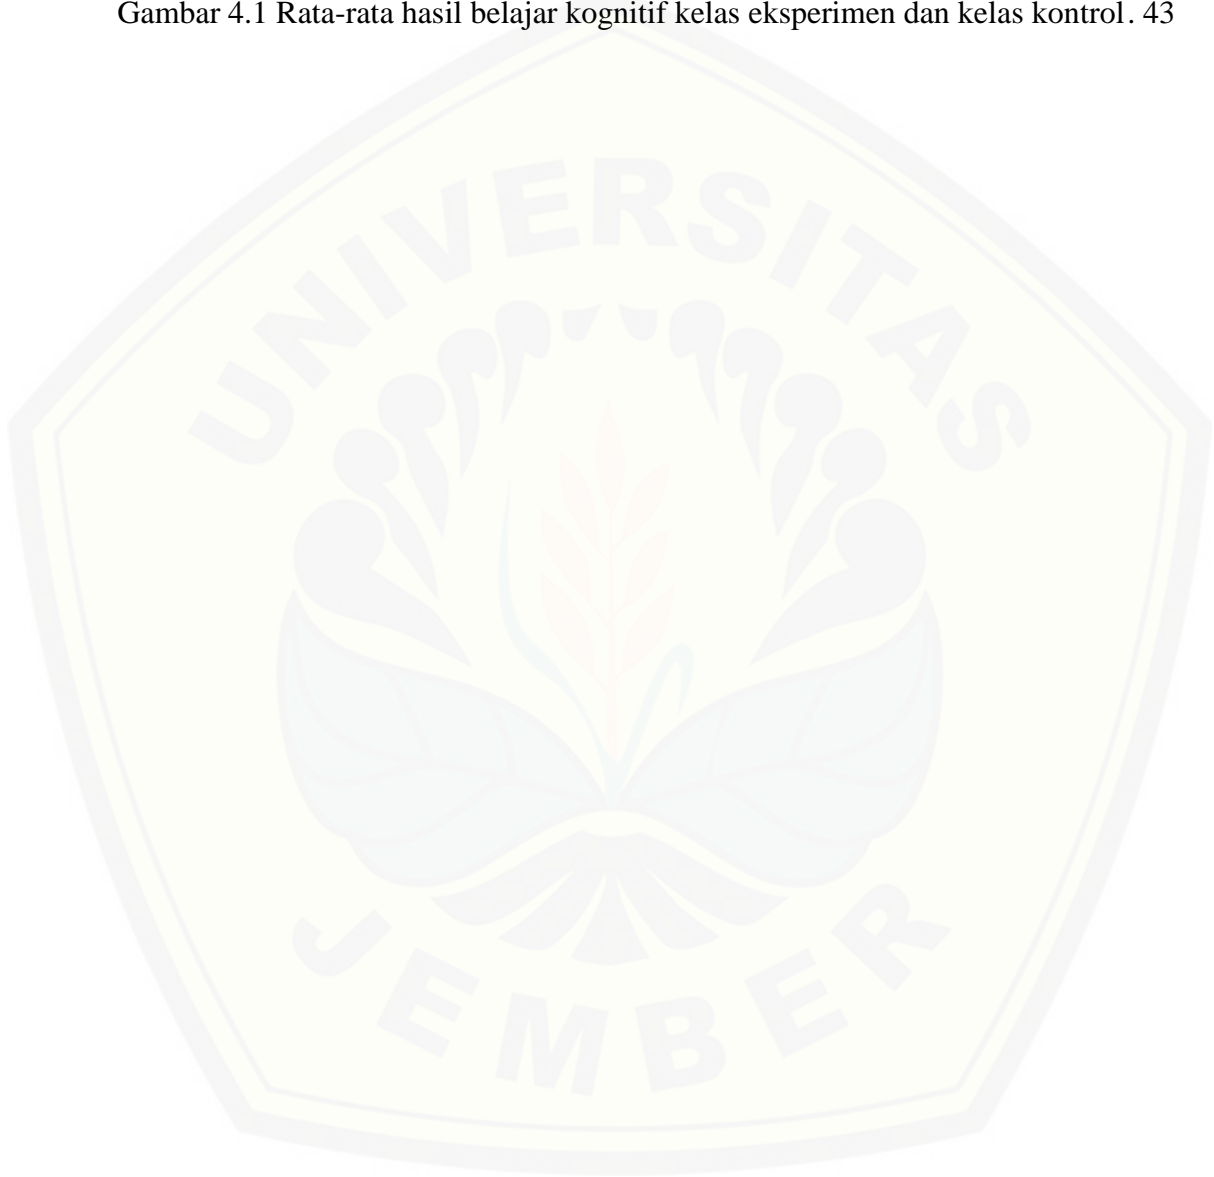 Gambar 4.1 Rata-rata hasil belajar kognitif kelas eksperimen dan kelas kontrol. 43
UNIVERSITAS
JEMBER